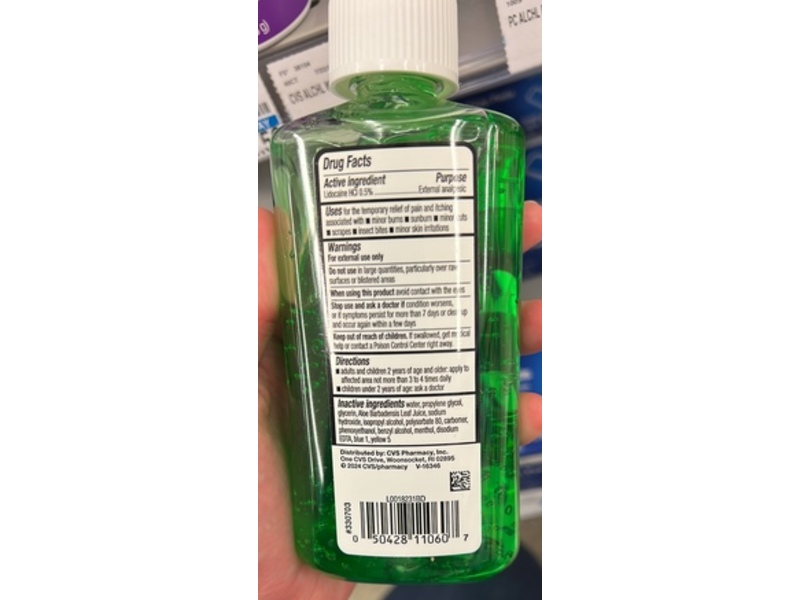 g)
CVS ALCHL
PC ALCHL
Drug Facts
Active ingredient Purpose
Lidocaine HCl 0.5% External analgesic
Uses for the temporary relief of pain and itching
associated with ■ minor burns ■ sunburn ■ minor cuts
■ scrapes ■ insect bites ■ minor skin irritations
Warnings
For external use only
Do not use in large quantities, particularly over raw
surfaces or blistered areas
When using this product avoid contact with the eyes
Stop use and ask a doctor if condition worsens,
or if symptoms persist for more than 7 days or clear up
and occur again within a few days
Keep out of reach of children. If swallowed, get medical
help or contact a Poison Control Center right away.
Directions
■ adults and children 2 years of age and older: apply to
affected area not more than 3 to 4 times daily
■ children under 2 years of age: ask a doctor
Inactive ingredients water, propylene glycol,
glycerin, Aloe Barbadensis Leaf Juice, sodium
hydroxide, isopropyl alcohol, polysorbate 80, carbomer,
phenoxyethanol, benzyl alcohol, menthol, disodium
EDTA, blue 1, yellow 5
Distributed by: CVS Pharmacy, Inc.
One CVS Drive, Woonsocket, RI 02895
© 2024 CVS/pharmacy V-16346
#330703
0 50428 11060 7